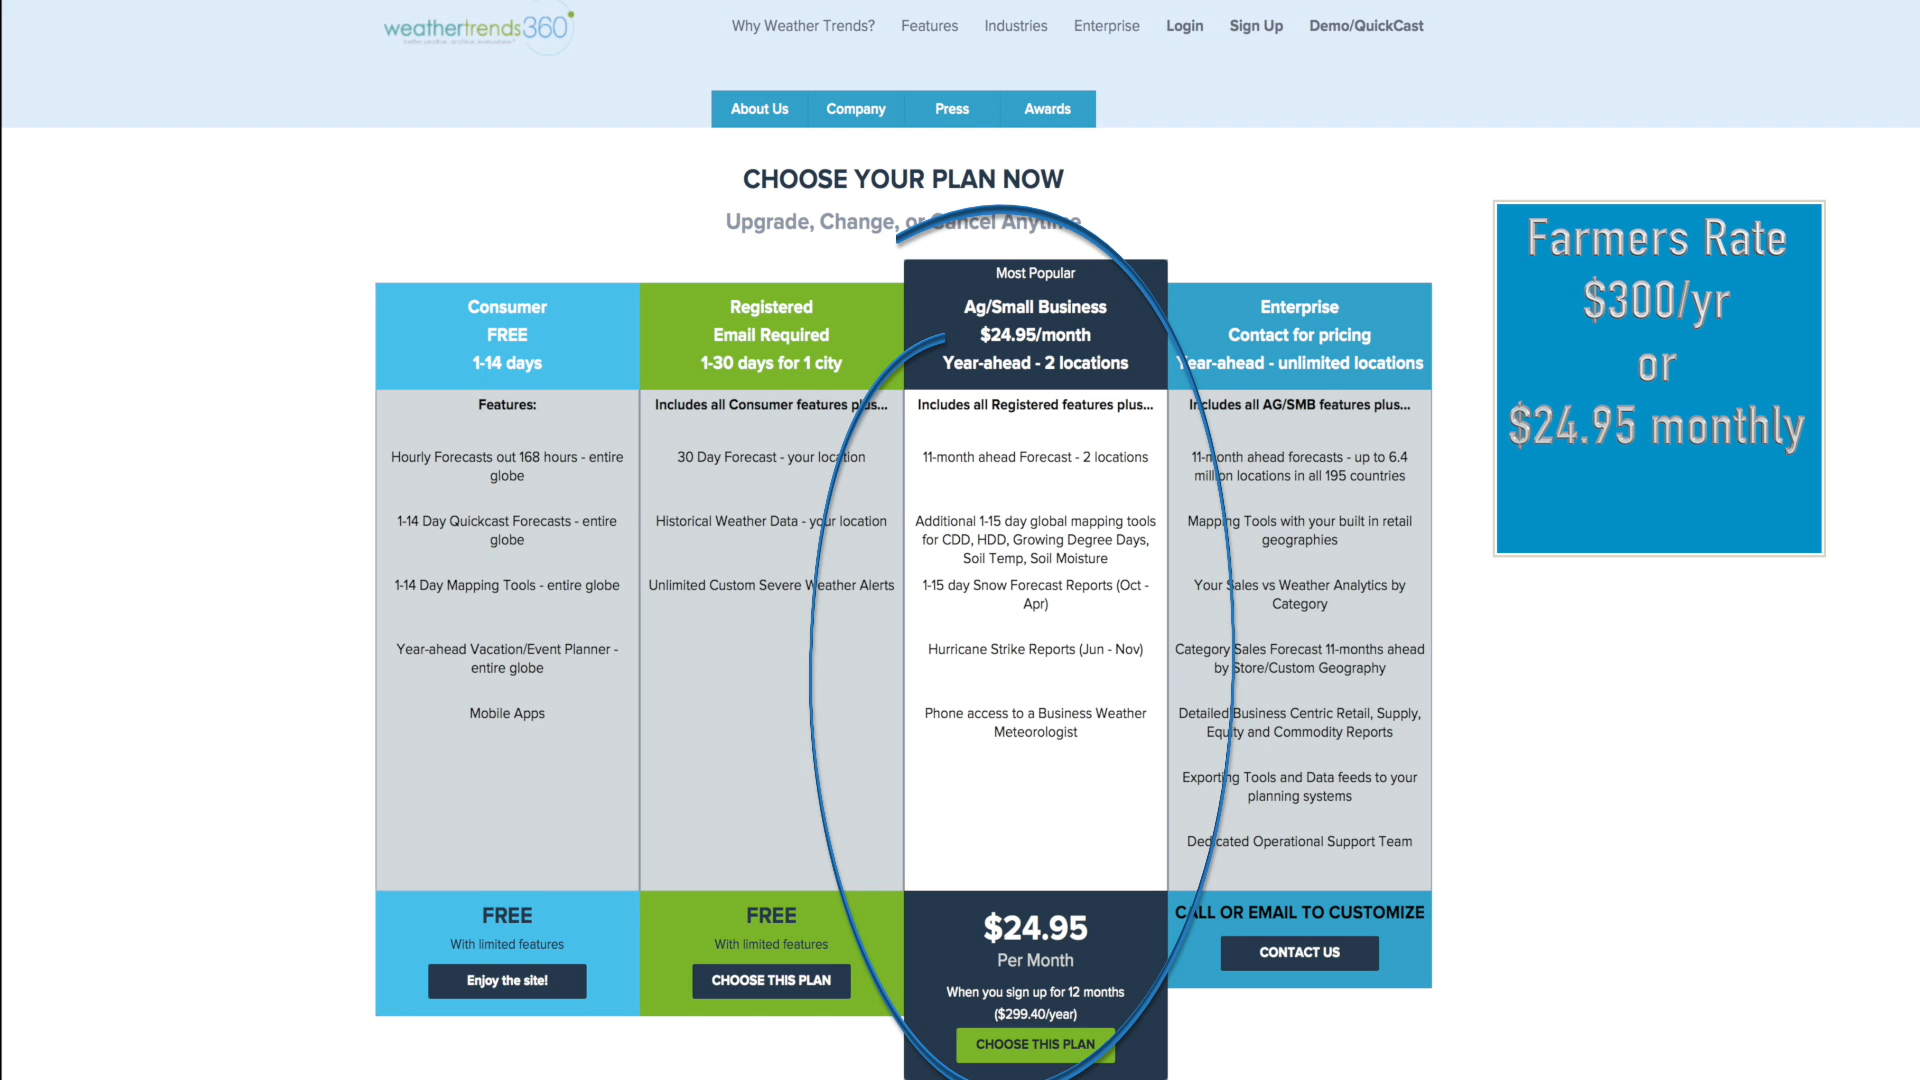 weathertrends360
Why Weather Trends? Features Industries Enterprise Login Sign Up Demo/QuickCast
About Us Company Press Awards
CHOOSE YOUR PLAN NOW
Upgrade, Change, or Cancel Anytime
Consumer
FREE
1-14 days
Features:
Hourly Forecasts out 168 hours - entire
globe
1-14 Day Quickcast Forecasts - entire
globe
1-14 Day Mapping Tools - entire globe
Year-ahead Vacation/Event Planner -
entire globe
Mobile Apps
FREE
With limited features
Enjoy the site!
Registered
Email Required
1-30 days for 1 city
Includes all Consumer features plus...
30 Day Forecast - your location
Historical Weather Data - your location
Unlimited Custom Severe Weather Alerts
FREE
With limited features
CHOOSE THIS PLAN
Most Popular
Ag/Small Business
$24.95/month
Year-ahead - 2 locations
Includes all Registered features plus...
11-month ahead Forecast - 2 locations
Additional 1-15 day global mapping tools
for CDD, HDD, Growing Degree Days,
Soil Temp, Soil Moisture
1-15 day Snow Forecast Reports (Oct -
Apr)
Hurricane Strike Reports (Jun - Nov)
Phone access to a Business Weather
Meteorologist
$24.95
Per Month
When you sign up for 12 months
($299.40/year)
CHOOSE THIS PLAN
Enterprise
Contact for pricing
Year-ahead - unlimited locations
Includes all AG/SMB features plus...
11-month ahead forecasts - up to 6.4
million locations in all 195 countries
Mapping Tools with your built in retail
geographies
Your Sales vs Weather Analytics by
Category
Category Sales Forecast 11-months ahead
by Store/Custom Geography
Detailed Business Centric Retail, Supply,
Equity and Commodity Reports
Exporting Tools and Data feeds to your
planning systems
Dedicated Operational Support Team
CALL OR EMAIL TO CUSTOMIZE
CONTACT US
Farmers Rate
$300/yr
or
$24.95 monthly